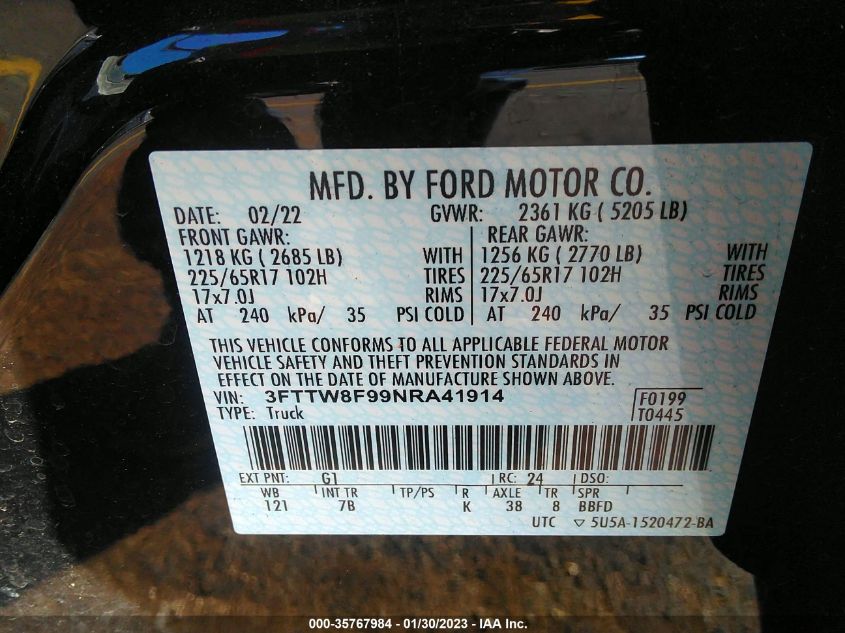 MFD. BY FORD MOTOR CO.
DATE: 02/22 GVWR: 2361 KG ( 5205 LB)
FRONT GAWR: REAR GAWR:
1218 KG ( 2685 LB) WITH 1256 KG ( 2770 LB) WITH
225/65R17 102H TIRES 225/65R17 102H TIRES
17x7.0J RIMS 17x7.0J RIMS
AT 240 kPa/ 35 PSI COLD AT 240 kPa/ 35 PSI COLD
THIS VEHICLE CONFORMS TO ALL APPLICABLE FEDERAL MOTOR
VEHICLE SAFETY AND THEFT PREVENTION STANDARDS IN
EFFECT ON THE DATE OF MANUFACTURE SHOWN ABOVE.
VIN: 3FTTW8F99NRA41914 F0199
TYPE: Truck T0445
EXT PNT: G1 RC: 24 DSO:
WB INT TR TP/PS R AXLE TR SPR
121 7B K 38 8 BBFD
UTC ▽ 5U5A-1520472-BA
000-35767984 - 01/30/2023 - IAA Inc.